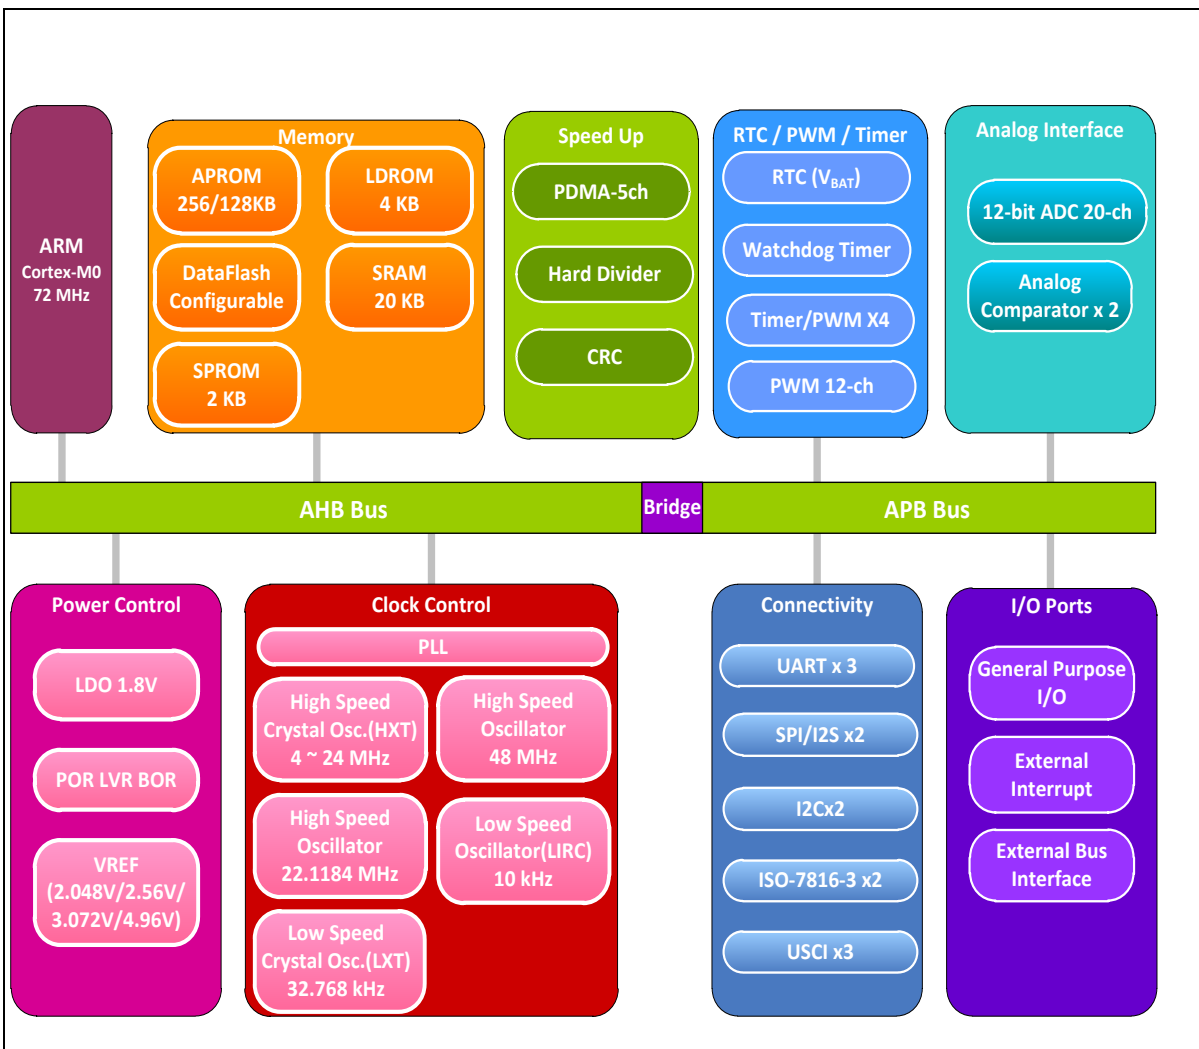 ARM
Cortex-M0
72 MHz
Memory
APROM
256/128KB
LDROM
4 KB
DataFlash
Configurable
SRAM
20 KB
SPROM
2 KB
Speed Up
PDMA-5ch
Hard Divider
CRC
RTC / PWM / Timer
RTC (VBAT)
Watchdog Timer
Timer/PWM X4
PWM 12-ch
Analog Interface
12-bit ADC 20-ch
Analog
Comparator x 2
AHB Bus
Bridge
APB Bus
Power Control
LDO 1.8V
POR LVR BOR
VREF
(2.048V/2.56V/
3.072V/4.96V)
Clock Control
PLL
High Speed
Crystal Osc.(HXT)
4 ~ 24 MHz
High Speed
Oscillator
48 MHz
High Speed
Oscillator
22.1184 MHz
Low Speed
Oscillator(LIRC)
10 kHz
Low Speed
Crystal Osc.(LXT)
32.768 kHz
Connectivity
UART x 3
SPI/I2S x2
I2Cx2
ISO-7816-3 x2
USCI x3
I/O Ports
General Purpose
I/O
External
Interrupt
External Bus
Interface